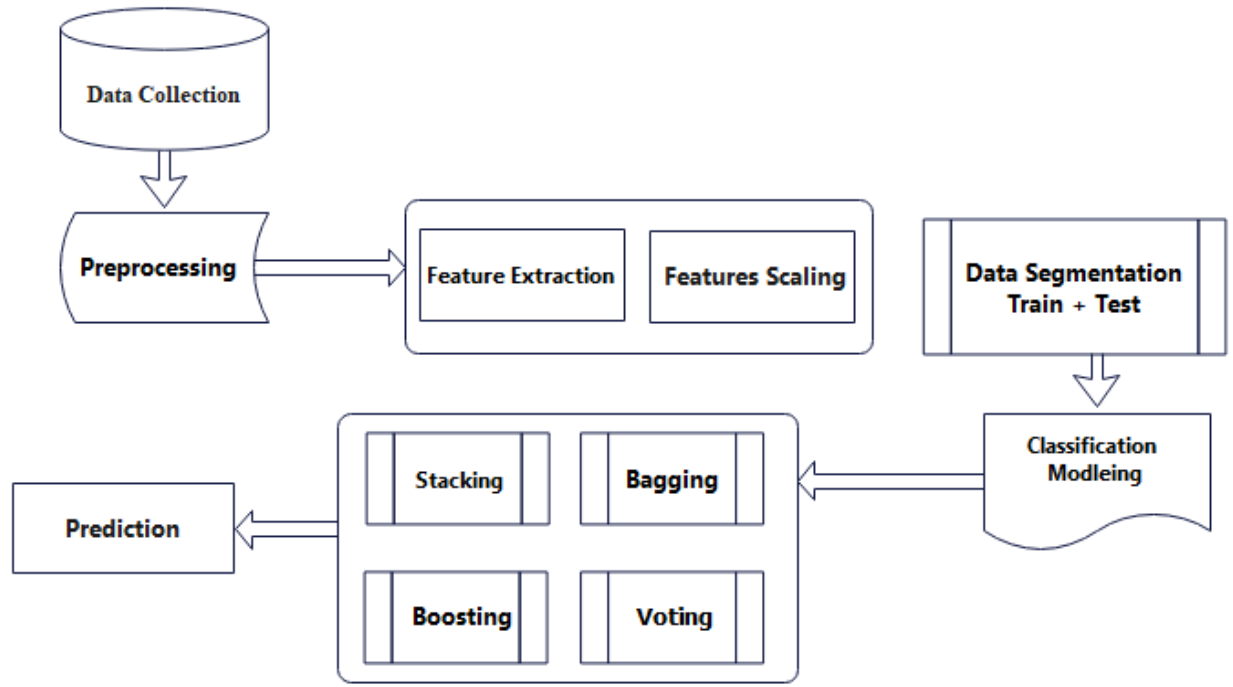 Data Collection
Preprocessing
Feature Extraction
Features Scaling
Data Segmentation
Train + Test
Classification
Modleing
Stacking
Bagging
Boosting
Voting
Prediction